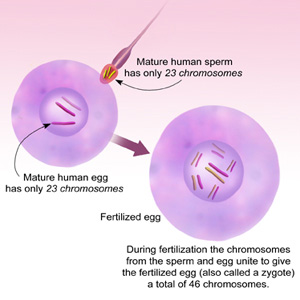 Mature human sperm
has only 23 chromosomes
Mature human egg
has only 23 chromosomes
Fertilized egg
During fertilization the chromosomes
from the sperm and egg unite to give
the fertilized egg (also called a zygote)
a total of 46 chromosomes.